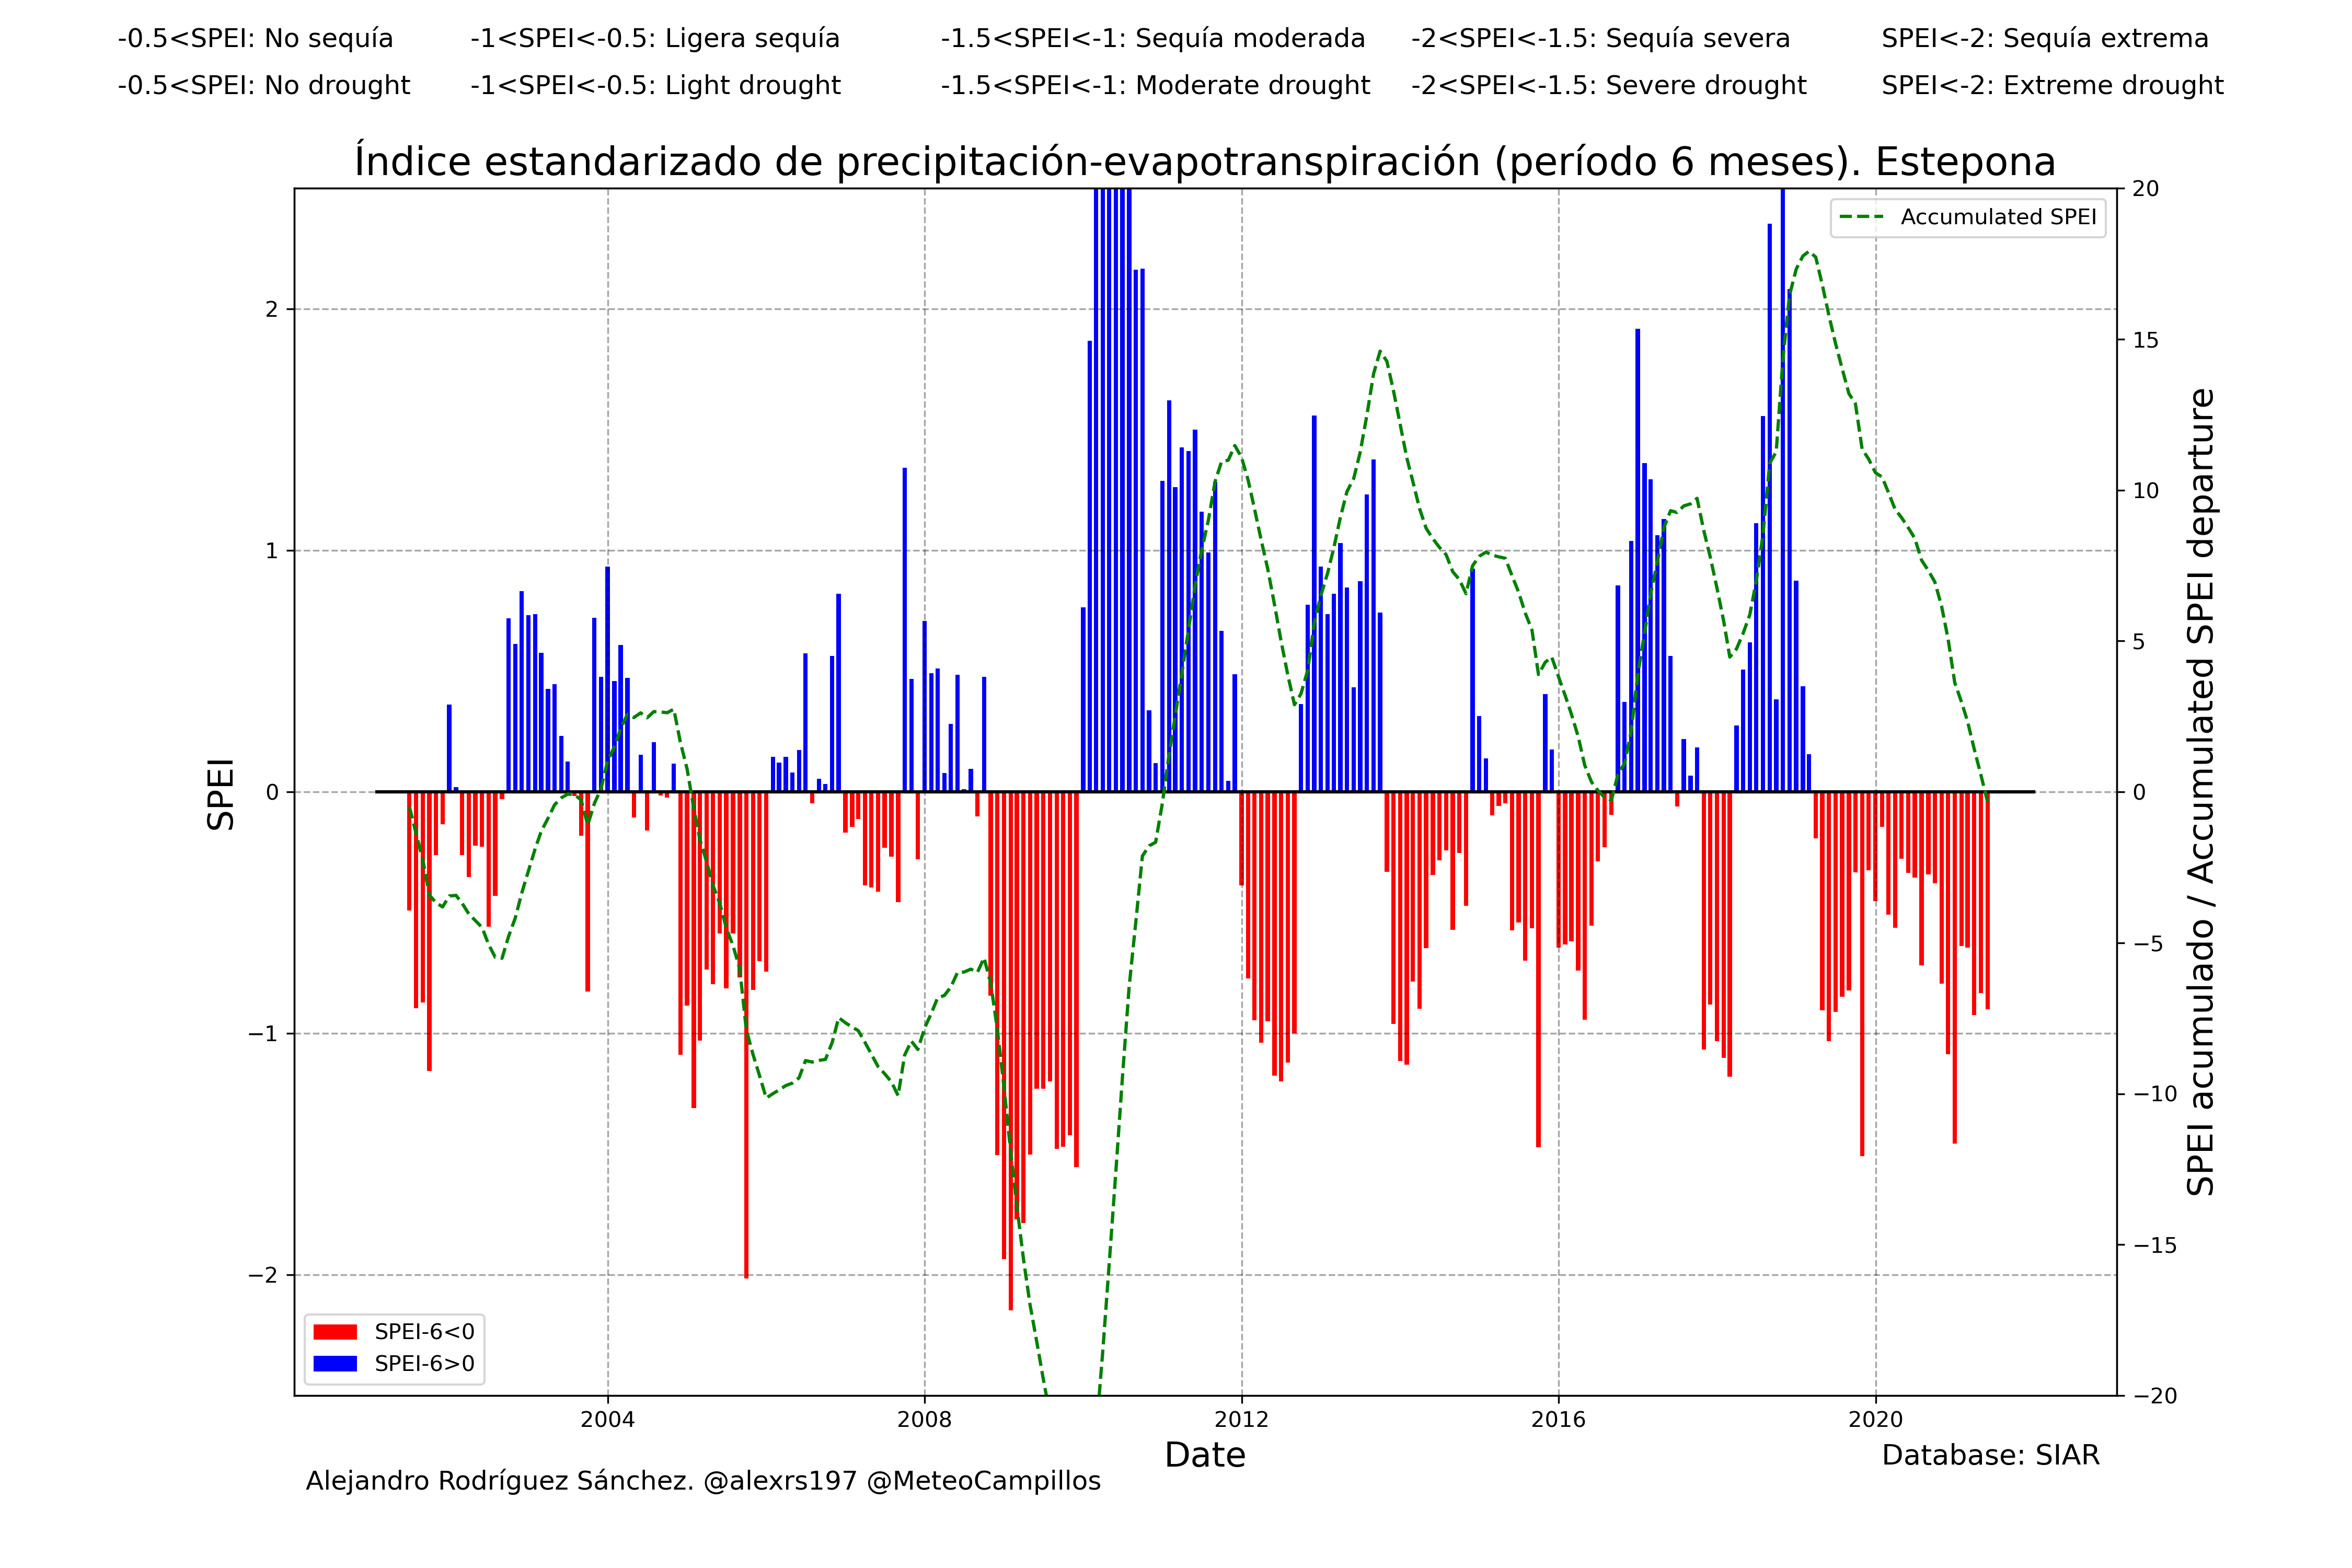 -0.5<SPEI: No sequía -1<SPEI<-0.5: Ligera sequía -1.5<SPEI<-1: Sequía moderada -2<SPEI<-1.5: Sequía severa SPEI<-2: Sequía extrema
-0.5<SPEI: No drought -1<SPEI<-0.5: Light drought -1.5<SPEI<-1: Moderate drought -2<SPEI<-1.5: Severe drought SPEI<-2: Extreme drought
Índice estandarizado de precipitación-evapotranspiración (período 6 meses). Estepona
Accumulated SPEI
SPEI
2
1
0
−1
−2
20
15
10
5
0
−5
−10
−15
−20
SPEI acumulado / Accumulated SPEI departure
SPEI-6<0
SPEI-6>0
2004 2008 2012 2016 2020
Date
Database: SIAR
Alejandro Rodríguez Sánchez. @alexrs197 @MeteoCampillos